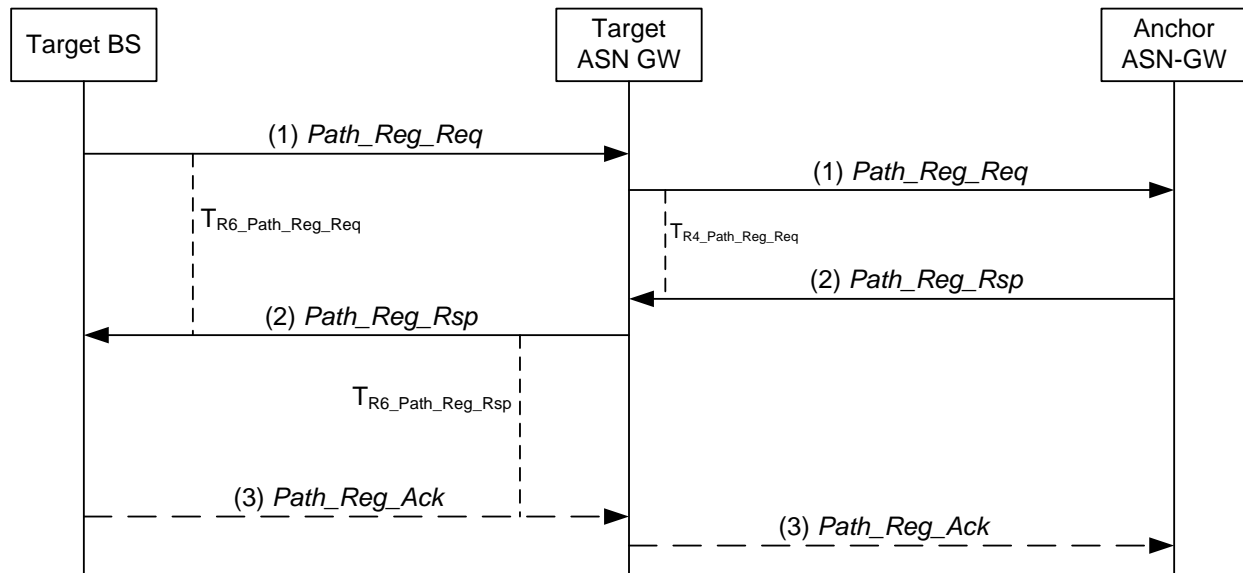 Target BS
Target
ASN GW
Anchor
ASN-GW
(1) Path_Reg_Req
(1) Path_Reg_Req
TR6_Path_Reg_Req
TR4_Path_Reg_Req
(2) Path_Reg_Rsp
(2) Path_Reg_Rsp
TR6_Path_Reg_Rsp
(3) Path_Reg_Ack
(3) Path_Reg_Ack